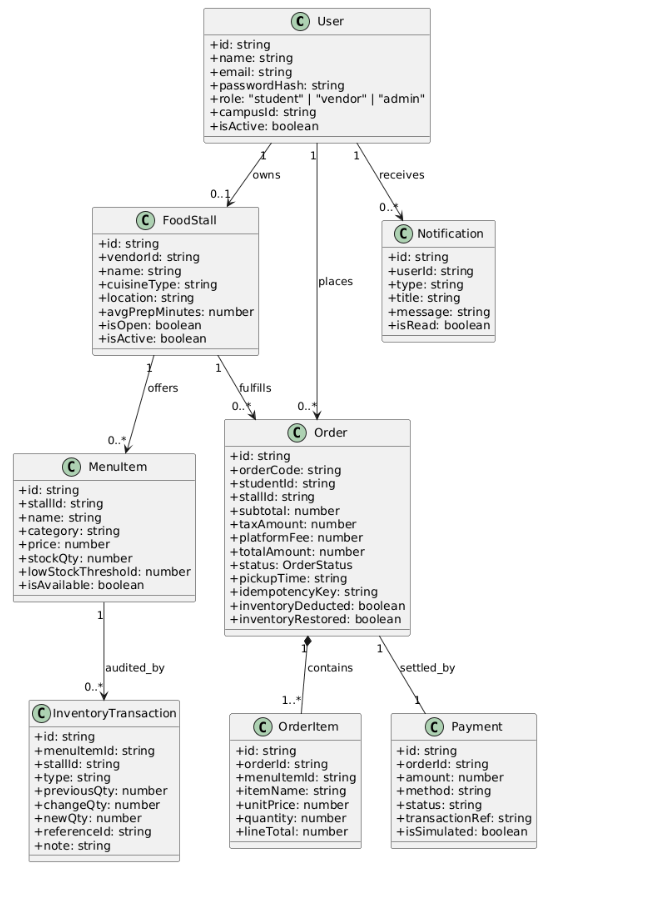 C User
+id: string
+name: string
+email: string
+passwordHash: string
+role: "student" | "vendor" | "admin"
+campusId: string
+isActive: boolean
1
1
1
owns
receives
0..1
0..*
C FoodStall
+id: string
+vendorId: string
+name: string
+cuisineType: string
+location: string
+avgPrepMinutes: number
+isOpen: boolean
+isActive: boolean
C Notification
+id: string
+userId: string
+type: string
+title: string
+message: string
+isRead: boolean
places
1
1
offers
fulfills
0..*
0..*
0..*
C MenuItem
+id: string
+stallId: string
+name: string
+category: string
+price: number
+stockQty: number
+lowStockThreshold: number
+isAvailable: boolean
C Order
+id: string
+orderCode: string
+studentId: string
+stallId: string
+subtotal: number
+taxAmount: number
+platformFee: number
+totalAmount: number
+status: OrderStatus
+pickupTime: string
+idempotencyKey: string
+inventoryDeducted: boolean
+inventoryRestored: boolean
1
1
1
audited_by
contains
settled_by
0..*
1..*
1
C InventoryTransaction
+id: string
+menuItemId: string
+stallId: string
+type: string
+previousQty: number
+changeQty: number
+newQty: number
+referenceId: string
+note: string
C OrderItem
+id: string
+orderId: string
+menuItemId: string
+itemName: string
+unitPrice: number
+quantity: number
+lineTotal: number
C Payment
+id: string
+orderId: string
+amount: number
+method: string
+status: string
+transactionRef: string
+isSimulated: boolean